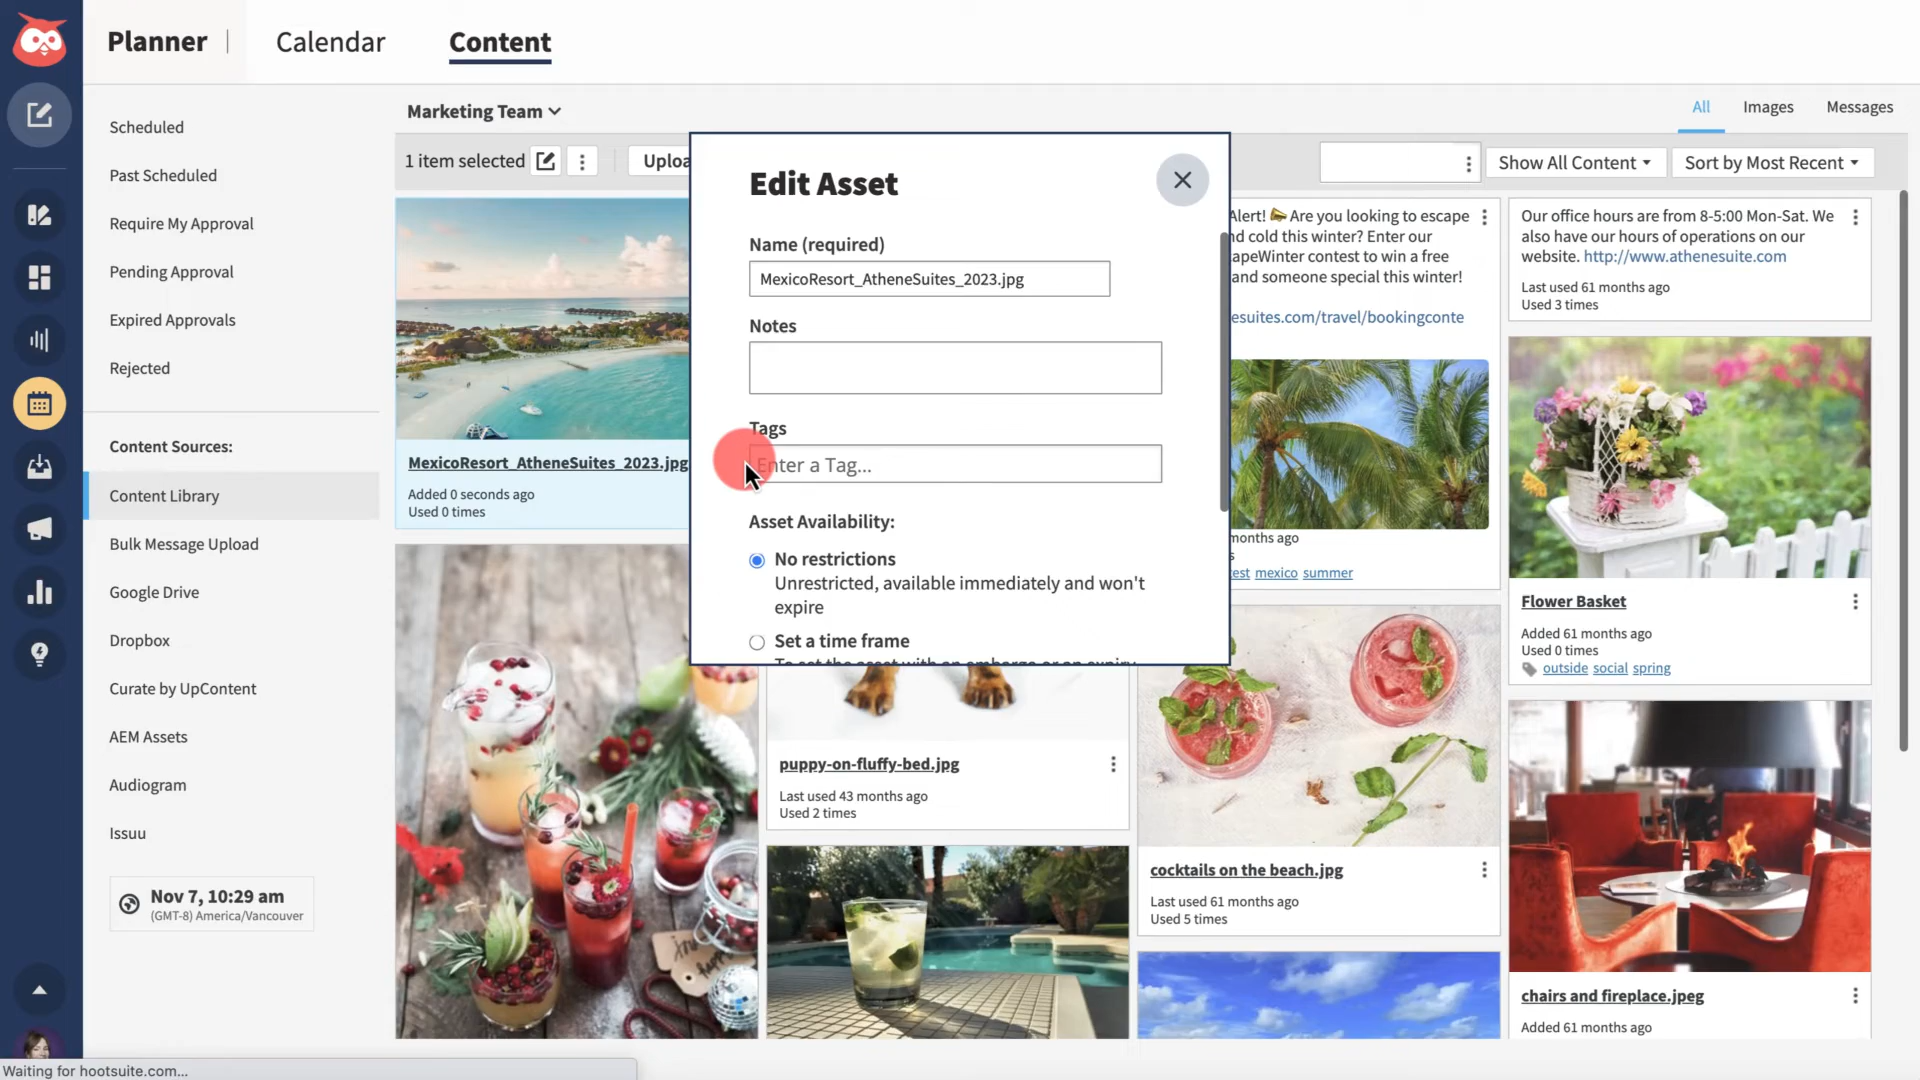 Planner
Calendar
Content
Scheduled
Past Scheduled
Require My Approval
Pending Approval
Expired Approvals
Rejected
Content Sources:
Content Library
Bulk Message Upload
Google Drive
Dropbox
Curate by UpContent
AEM Assets
Audiogram
Issuu
Nov 7, 10:29 am
(GMT-8) America/Vancouver
Waiting for hootsuite.com...
Marketing Team
All
Images
Messages
1 item selected
Uploa
Show All Content
Sort by Most Recent
MexicoResort_AtheneSuites_2023.jpg
Added 0 seconds ago
Used 0 times
Edit Asset
Name (required)
MexicoResort_AtheneSuites_2023.jpg
Notes
Tags
Enter a Tag...
Asset Availability:
No restrictions
Unrestricted, available immediately and won't
expire
Set a time frame
To set the asset with an embargo or an expiry
puppy-on-fluffy-bed.jpg
Last used 43 months ago
Used 2 times
Alert! Are you looking to escape
nd cold this winter? Enter our
apeWinter contest to win a free
and someone special this winter!
esuites.com/travel/bookingconte
months ago
s
est mexico summer
cocktails on the beach.jpg
Last used 61 months ago
Used 5 times
Our office hours are from 8-5:00 Mon-Sat. We
also have our hours of operations on our
website. http://www.athenesuite.com
Last used 61 months ago
Used 3 times
Flower Basket
Added 61 months ago
Used 0 times
outside social spring
chairs and fireplace.jpeg
Added 61 months ago